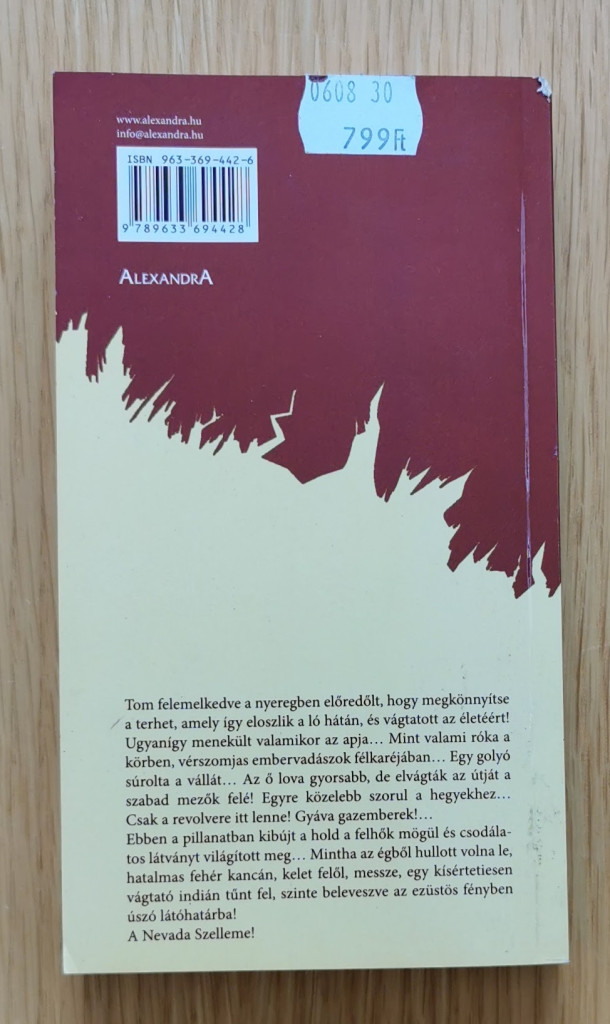 0608 30
799Ft
www.alexandra.hu
info@alexandra.hu
ISBN 963-369-442-6
9 789633 694428
ALEXANDRA
Tom felemelkedve a nyeregben előredőlt, hogy megkönnyítse
a terhet, amely így eloszlik a ló hátán, és vágtatott az életéért!
Ugyanígy menekült valamikor az apja… Mint valami róka a
körben, vérszomjas embervadászok félkaréjában… Egy golyó
súrolta a vállát… Az ő lova gyorsabb, de elvágták az útját a
szabad mezők felé! Egyre közelebb szorul a hegyekhez…
Csak a revolvere itt lenne! Gyáva gazemberek!…
Ebben a pillanatban kibújt a hold a felhők mögül és csodála-
tos látványt világított meg… Mintha az égből hullott volna le,
hatalmas fehér kancán, kelet felől, messze, egy kísértetiesen
vágtató indián tűnt fel, szinte beleveszve az ezüstös fényben
úszó látóhatárba!
A Nevada Szelleme!